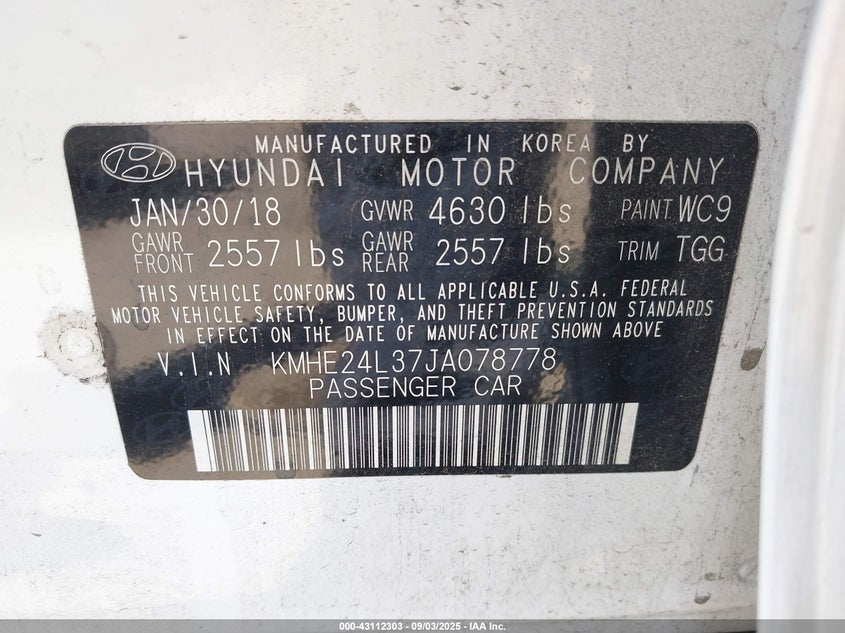 MANUFACTURED IN KOREA BY
HYUNDAI MOTOR COMPANY
JAN/30/18 GVWR 4630 lbs PAINT WC9
GAWR FRONT 2557 lbs GAWR REAR 2557 lbs TRIM TGG
THIS VEHICLE CONFORMS TO ALL APPLICABLE U.S.A. FEDERAL
MOTOR VEHICLE SAFETY, BUMPER, AND THEFT PREVENTION STANDARDS
IN EFFECT ON THE DATE OF MANUFACTURE SHOWN ABOVE
V.I.N KMHE24L37JA078778
PASSENGER CAR
000-43112303 - 09/03/2025 - IAA Inc.